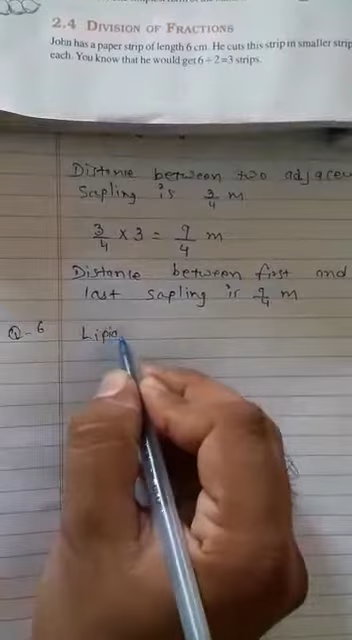 2.4 DIVISION OF FRACTIONS
John has a paper strip of length 6 cm. He cuts this strip in smaller strip
each. You know that he would get 6 ÷ 2 = 3 strips.
Distance between two adjacen
sapling is 3/4 m
3/4 × 3 = 9/4 m
Distance between first and
last sapling is 9/4 m
Q-6 Lipi